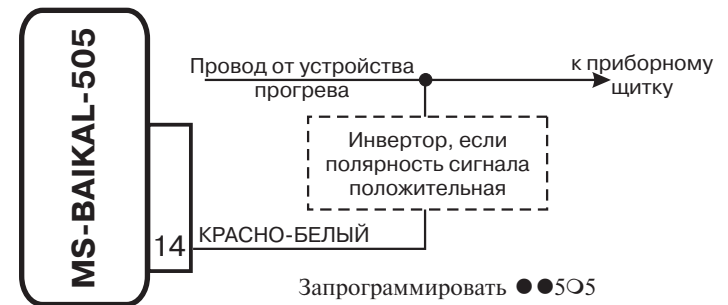 MS-BAIKAL-505
Провод от устройства
прогрева
к приборному
щитку
Инвертор, если
полярность сигнала
положительная
14
КРАСНО-БЕЛЫЙ
Запрограммировать ●●5○5